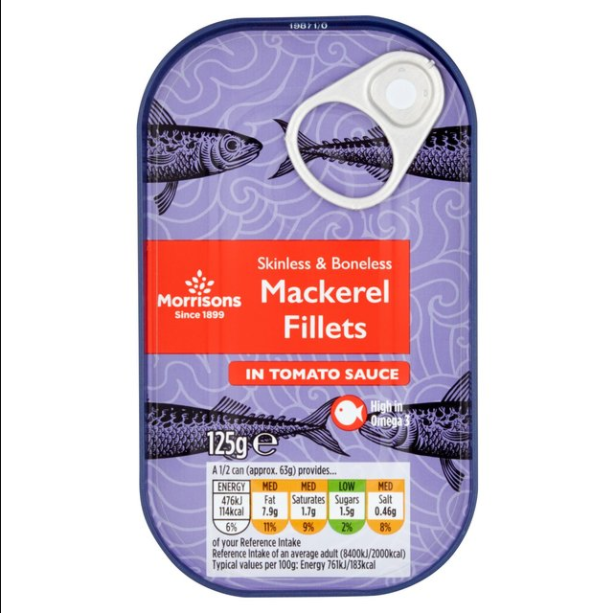 19871/0
Skinless & Boneless
Morrisons
Since 1899
Mackerel
Fillets
IN TOMATO SAUCE
High in
Omega 3
125g ℮
A 1/2 can (approx. 63g) provides...
ENERGY MED MED LOW MED
476kJ Fat Saturates Sugars Salt
114kcal 7.9g 1.7g 1.5g 0.46g
6% 11% 9% 2% 8%
of your Reference Intake
Reference Intake of an average adult (8400kJ/2000kcal)
Typical values per 100g: Energy 761kJ/183kcal